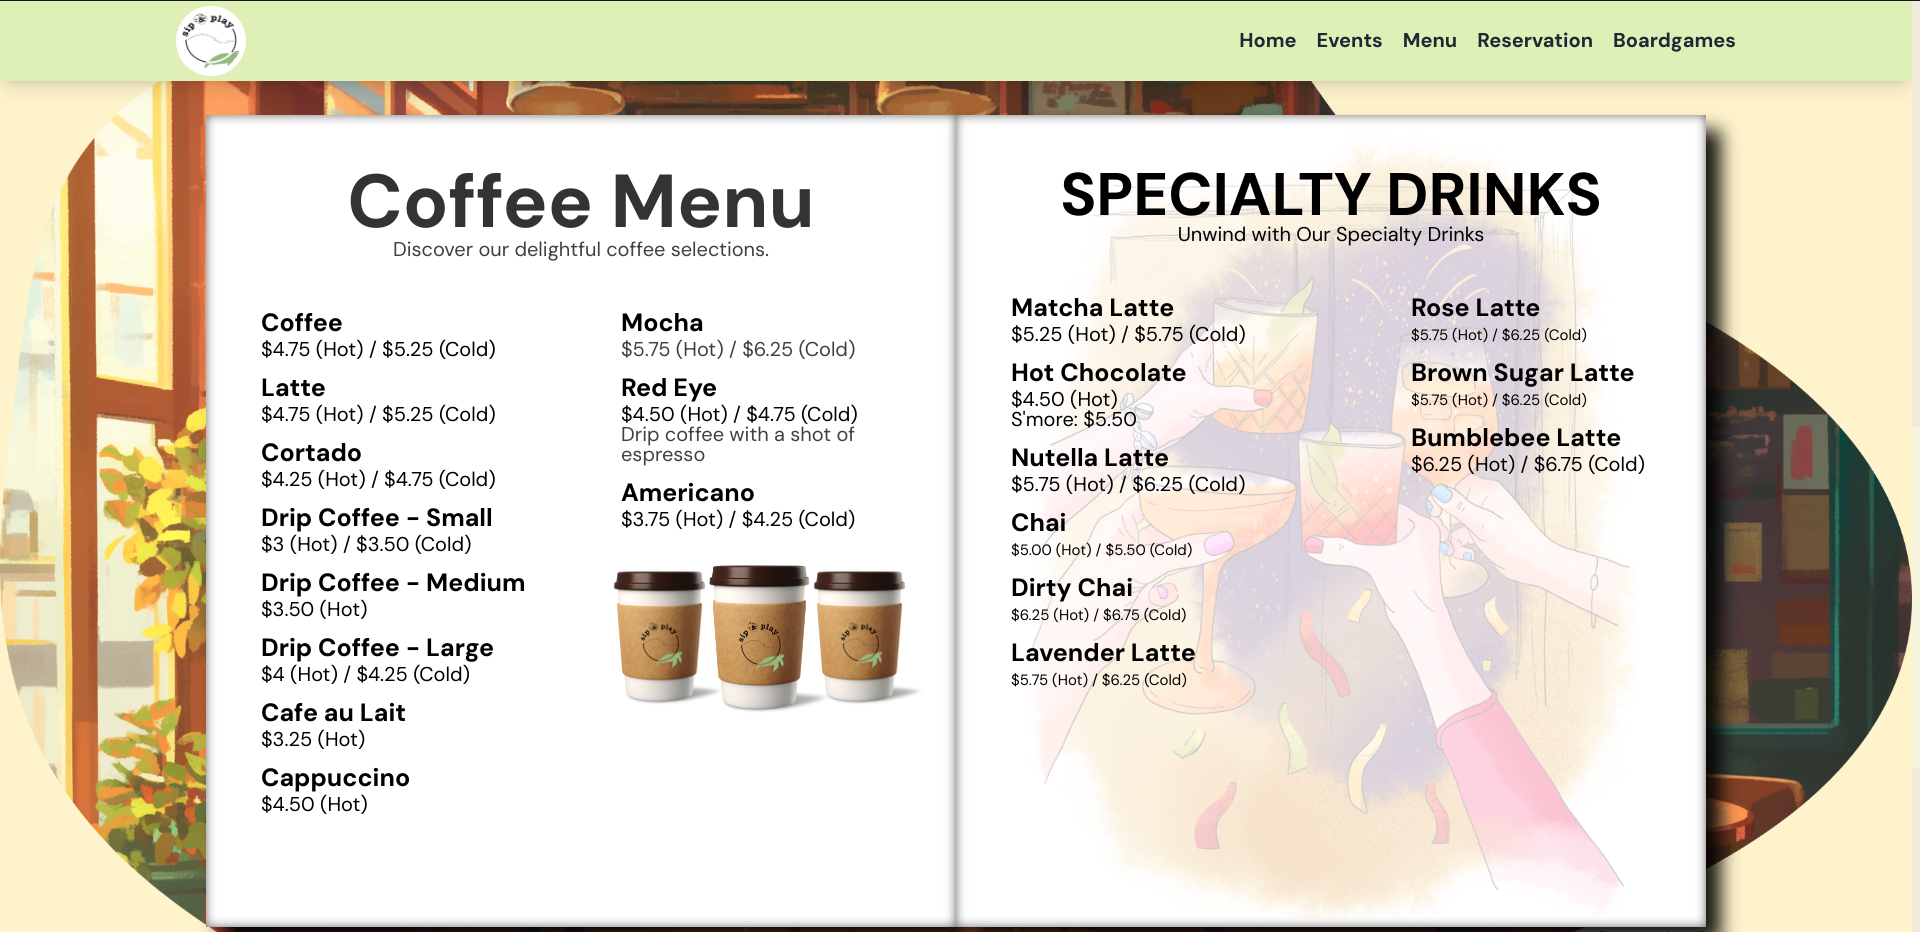 sip & play
Home Events Menu Reservation Boardgames
Coffee Menu
Discover our delightful coffee selections.
Coffee
$4.75 (Hot) / $5.25 (Cold)
Latte
$4.75 (Hot) / $5.25 (Cold)
Cortado
$4.25 (Hot) / $4.75 (Cold)
Drip Coffee - Small
$3 (Hot) / $3.50 (Cold)
Drip Coffee - Medium
$3.50 (Hot)
Drip Coffee - Large
$4 (Hot) / $4.25 (Cold)
Cafe au Lait
$3.25 (Hot)
Cappuccino
$4.50 (Hot)
Mocha
$5.75 (Hot) / $6.25 (Cold)
Red Eye
$4.50 (Hot) / $4.75 (Cold)
Drip coffee with a shot of
espresso
Americano
$3.75 (Hot) / $4.25 (Cold)
sip & play
sip & play
sip & play
SPECIALTY DRINKS
Unwind with Our Specialty Drinks
Matcha Latte
$5.25 (Hot) / $5.75 (Cold)
Hot Chocolate
$4.50 (Hot)
S'more: $5.50
Nutella Latte
$5.75 (Hot) / $6.25 (Cold)
Chai
$5.00 (Hot) / $5.50 (Cold)
Dirty Chai
$6.25 (Hot) / $6.75 (Cold)
Lavender Latte
$5.75 (Hot) / $6.25 (Cold)
Rose Latte
$5.75 (Hot) / $6.25 (Cold)
Brown Sugar Latte
$5.75 (Hot) / $6.25 (Cold)
Bumblebee Latte
$6.25 (Hot) / $6.75 (Cold)